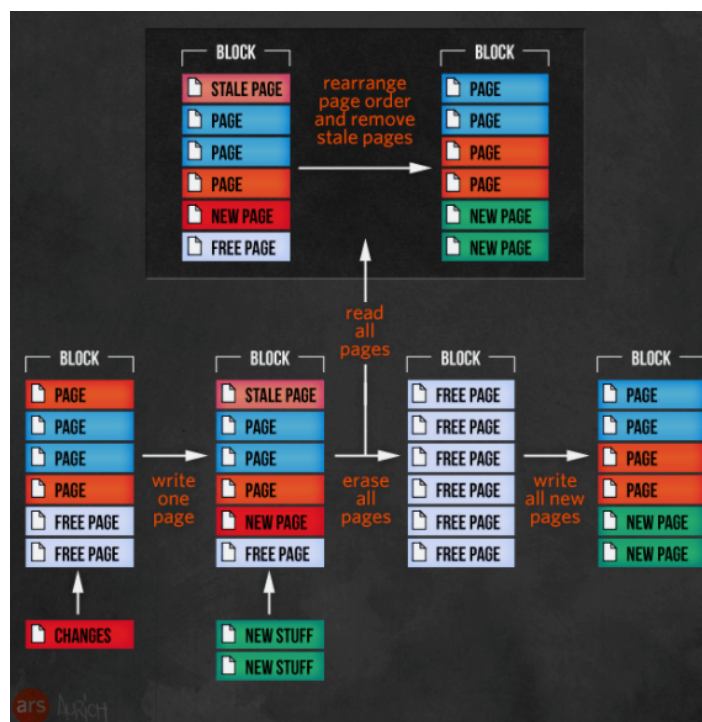 BLOCK
STALE PAGE
PAGE
PAGE
PAGE
NEW PAGE
FREE PAGE
rearrange
page order
and remove
stale pages
BLOCK
PAGE
PAGE
PAGE
PAGE
NEW PAGE
NEW PAGE
read
all
pages
BLOCK
PAGE
PAGE
PAGE
PAGE
FREE PAGE
FREE PAGE
CHANGES
write
one
page
BLOCK
STALE PAGE
PAGE
PAGE
PAGE
NEW PAGE
FREE PAGE
NEW STUFF
NEW STUFF
erase
all
pages
BLOCK
FREE PAGE
FREE PAGE
FREE PAGE
FREE PAGE
FREE PAGE
FREE PAGE
write
all new
pages
BLOCK
PAGE
PAGE
PAGE
PAGE
NEW PAGE
NEW PAGE
ars
AURICH